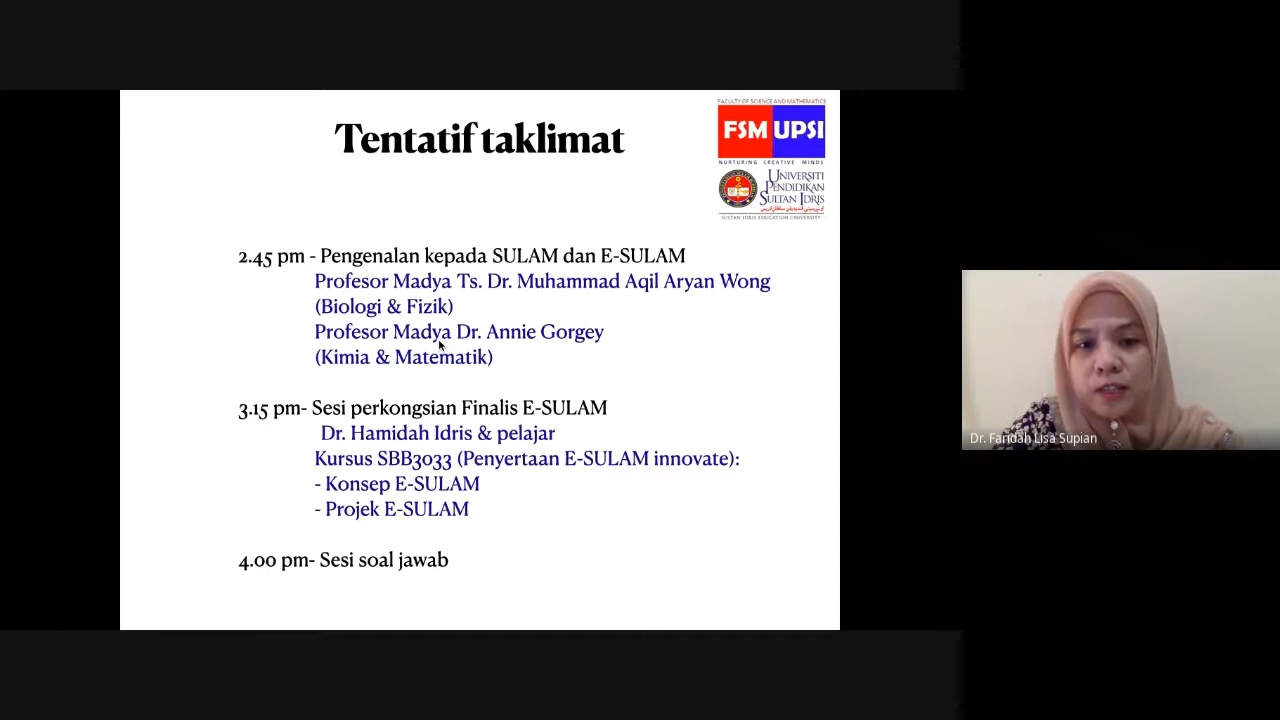 Tentatif taklimat
FACULTY OF SCIENCE AND MATHEMATICS
FSM UPSI
NURTURING CREATIVE MINDS
UNIVERSITI
PENDIDIKAN
SULTAN IDRIS
SULTAN IDRIS EDUCATION UNIVERSITY
2.45 pm - Pengenalan kepada SULAM dan E-SULAM
Profesor Madya Ts. Dr. Muhammad Aqil Aryan Wong
(Biologi & Fizik)
Profesor Madya Dr. Annie Gorgey
(Kimia & Matematik)
3.15 pm- Sesi perkongsian Finalis E-SULAM
Dr. Hamidah Idris & pelajar
Kursus SBB3033 (Penyertaan E-SULAM innovate):
- Konsep E-SULAM
- Projek E-SULAM
4.00 pm- Sesi soal jawab
Dr. Faridah Lisa Supian